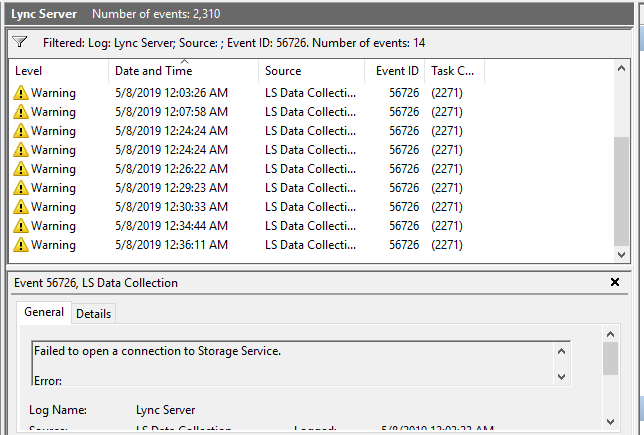 Lync Server Number of events: 2,310
Filtered: Log: Lync Server; Source: ; Event ID: 56726. Number of events: 14
Level Date and Time Source Event ID Task C...
Warning 5/8/2019 12:03:26 AM LS Data Collecti... 56726 (2271)
Warning 5/8/2019 12:07:58 AM LS Data Collecti... 56726 (2271)
Warning 5/8/2019 12:24:24 AM LS Data Collecti... 56726 (2271)
Warning 5/8/2019 12:24:24 AM LS Data Collecti... 56726 (2271)
Warning 5/8/2019 12:26:22 AM LS Data Collecti... 56726 (2271)
Warning 5/8/2019 12:29:23 AM LS Data Collecti... 56726 (2271)
Warning 5/8/2019 12:30:33 AM LS Data Collecti... 56726 (2271)
Warning 5/8/2019 12:34:44 AM LS Data Collecti... 56726 (2271)
Warning 5/8/2019 12:36:11 AM LS Data Collecti... 56726 (2271)
Event 56726, LS Data Collection
General Details
Failed to open a connection to Storage Service.
Error:
Log Name: Lync Server
Source: LS Data Collection Logged: